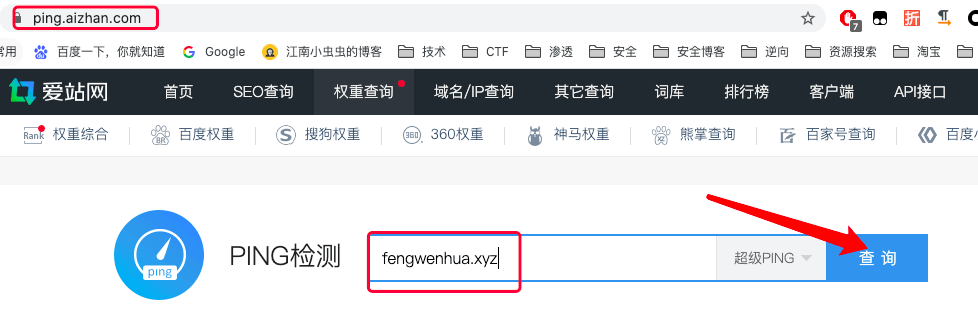 ping.aizhan.com
7
折
常用 百度一下，你就知道 Google 江南小虫虫的博客 技术 CTF 渗透 安全 安全博客 逆向 资源搜索 淘宝
爱站网 首页 SEO查询 权重查询 域名/IP查询 其它查询 词库 排行榜 客户端 API接口
Rank 权重综合 BR 百度权重 S 搜狗权重 360 360权重 神马权重 熊掌查询 百家号查询
ping PING检测 fengwenhua.xyz 超级PING 查 询